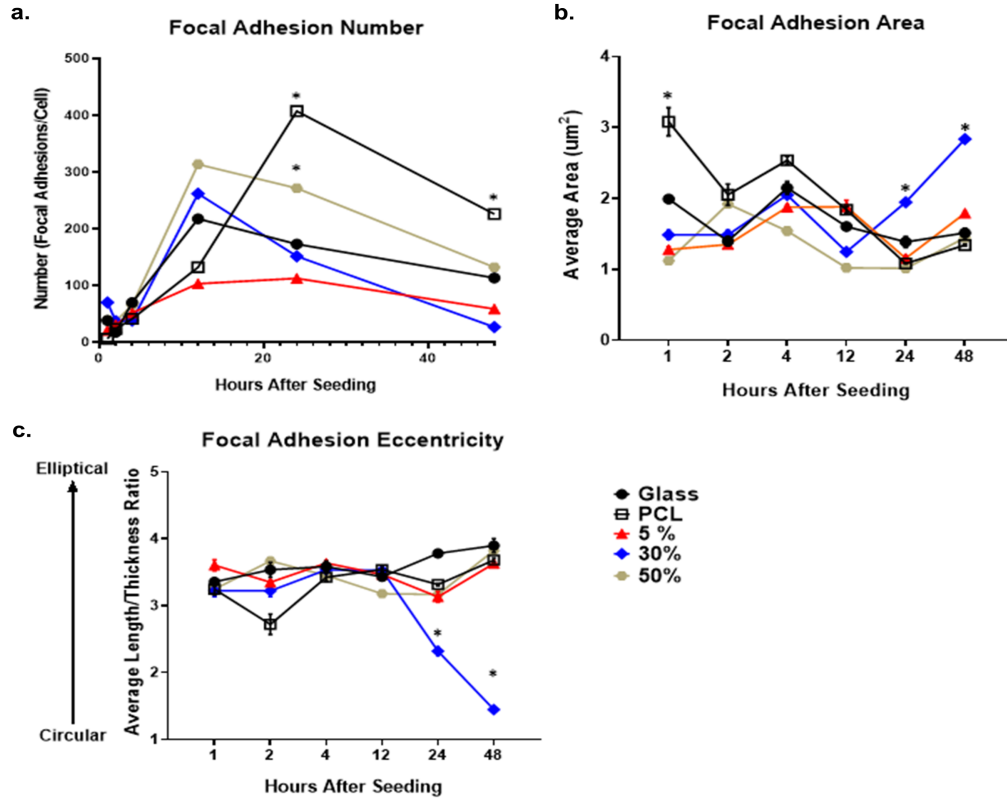 a.
Focal Adhesion Number
Number (Focal Adhesions/Cell)
500
400
300
200
100
0
0
20
40
*
*
*
Hours After Seeding
b.
Focal Adhesion Area
Average Area (um²)
4
3
2
1
0
*
*
*
1 2 4 12 24 48
Hours After Seeding
c.
Focal Adhesion Eccentricity
Elliptical
Circular
Average Length/Thickness Ratio
5
4
3
2
1
*
*
1 2 4 12 24 48
Hours After Seeding
Glass
PCL
5 %
30%
50%